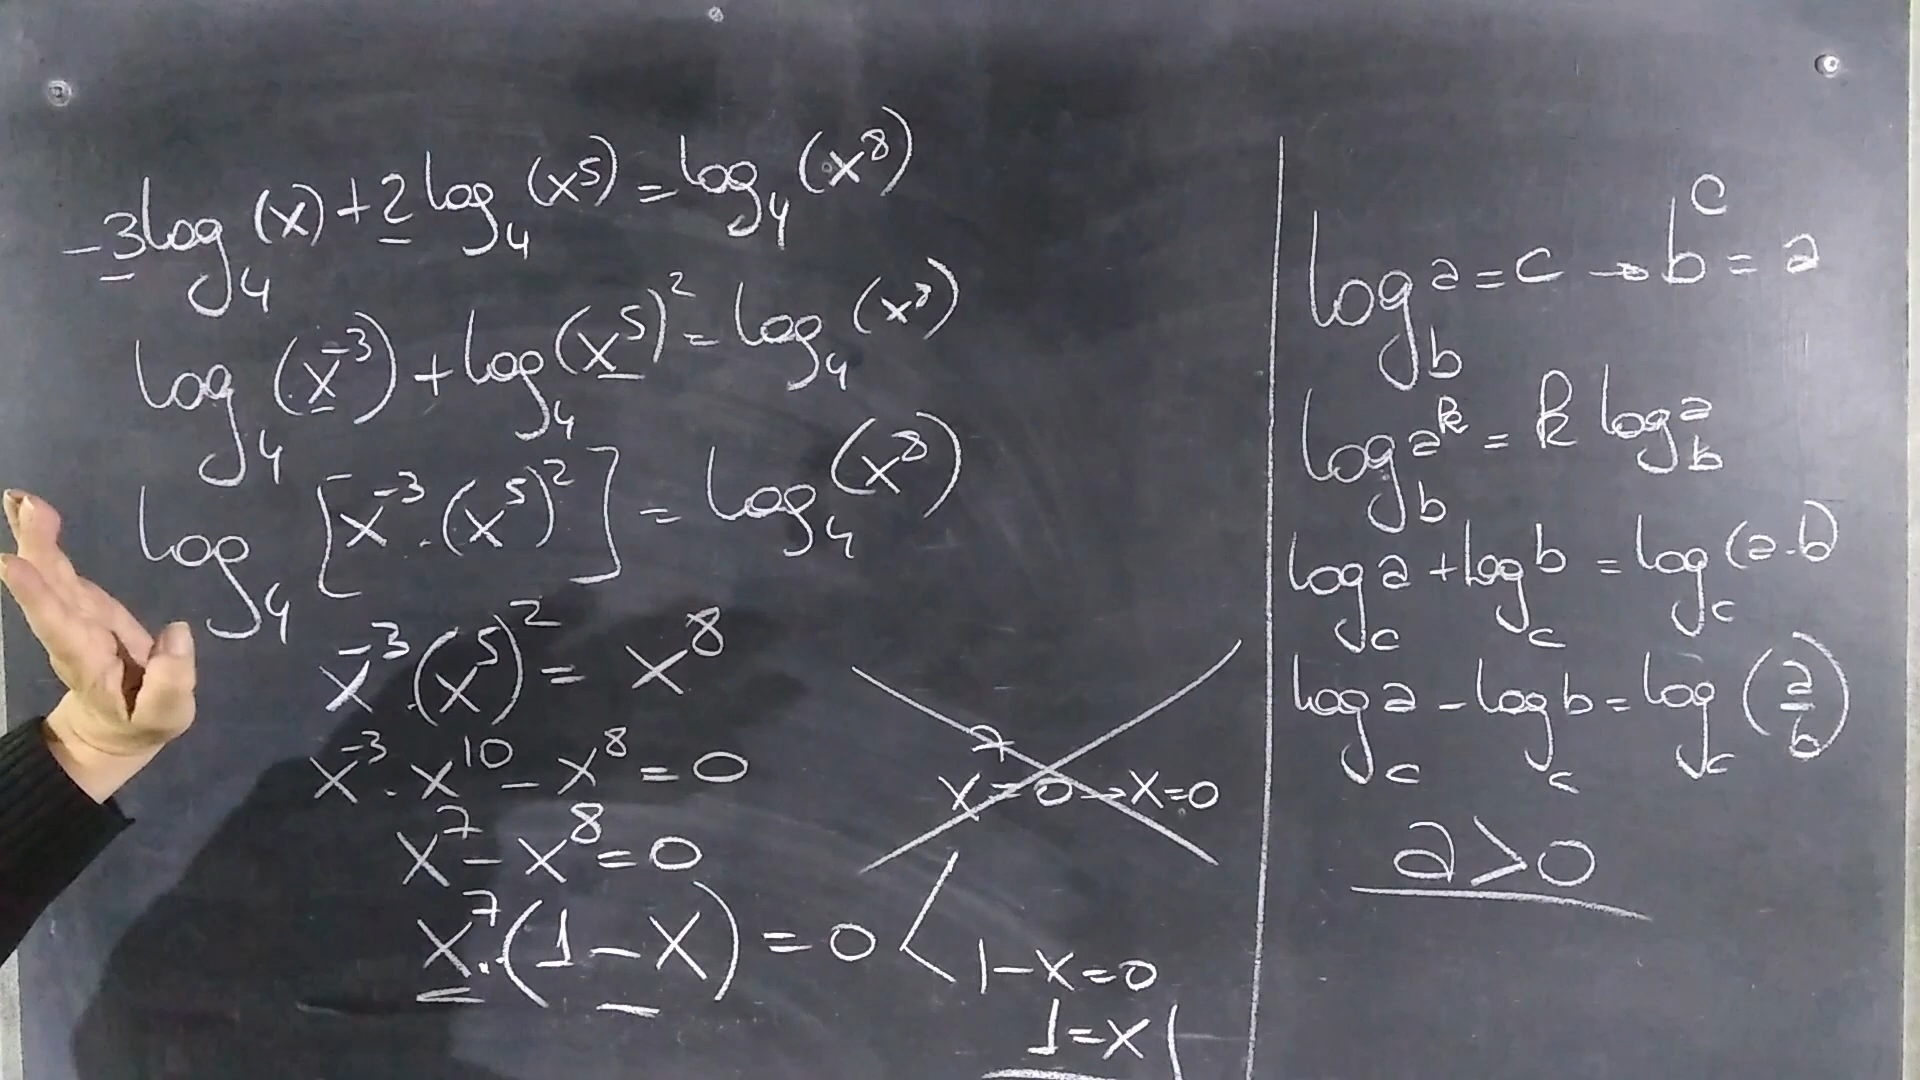 -3log₄(x)+2log₄(x⁵)=log₄(x⁸)
log₄(x⁻³)+log₄(x⁵)²=log₄(x⁸)
log₄[x⁻³·(x⁵)²]=log₄(x⁸)
x⁻³·(x⁵)²=x⁸
x⁻³·x¹⁰-x⁸=0
x⁷-x⁸=0
x⁷·(1-x)=0
x⁷=0→x=0
1-x=0
1=x
log_b a=c→b^c=a
log_b a^k=k log_b a
log_c a+log_c b=log_c(a·b)
log_c a-log_c b=log_c(a/b)
a>0